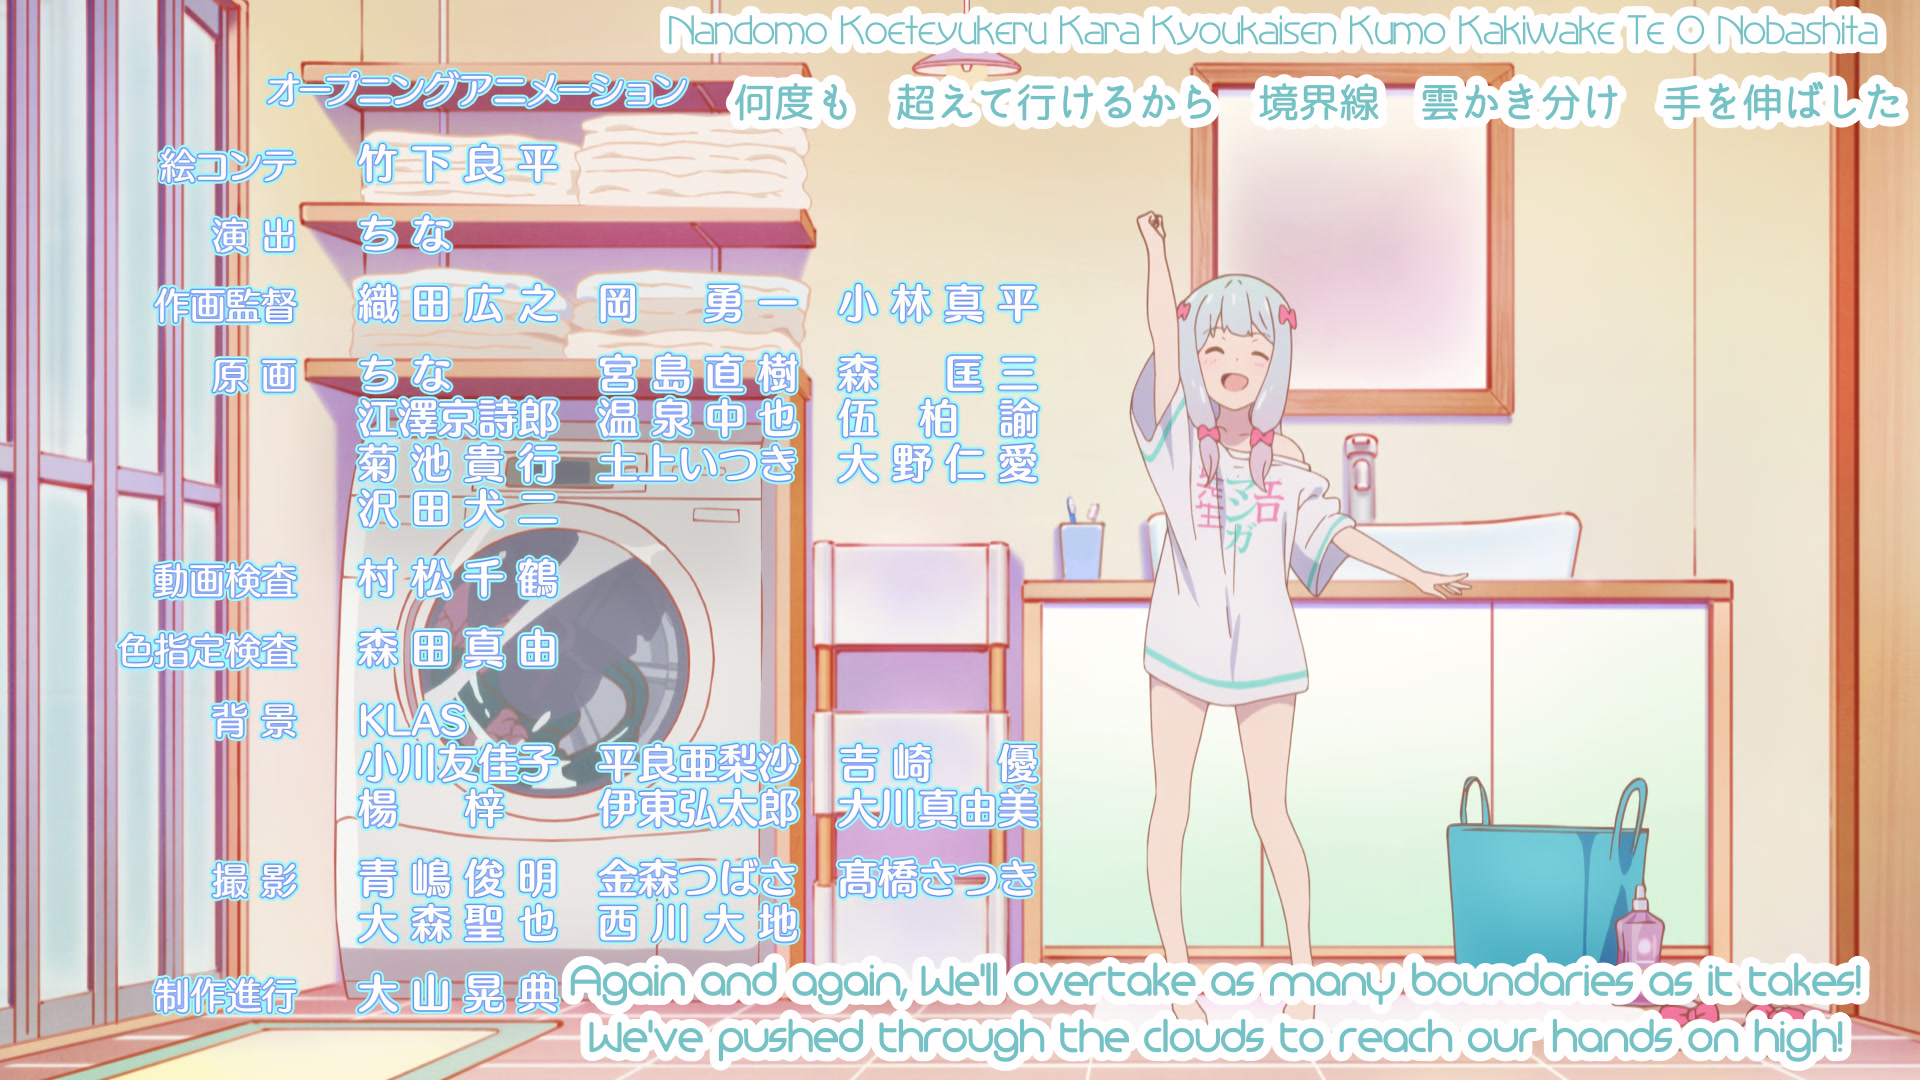 Nandomo Koeteyukeru Kara Kyoukaisen Kumo Kakiwake Te O Nobashita
何度も　超えて行けるから　境界線　雲かき分け　手を伸ばした
オープニングアニメーション
絵コンテ　竹下良平
演出　ちな
作画監督　織田広之　岡勇一　小林真平
原画　ちな　宮島直樹　森匡三
江澤京詩郎　温泉中也　伍柏諭
菊池貴行　土上いつき　大野仁愛
沢田犬二
動画検査　村松千鶴
色指定検査　森田真由
背景　KLAS
小川友佳子　平良亜梨沙　吉崎優
楊梓　伊東弘太郎　大川真由美
撮影　青嶋俊明　金森つばさ　髙橋さつき
大森聖也　西川大地
制作進行　大山晃典
エロ
マンガ
先生
Again and again, We'll overtake as many boundaries as it takes!
We've pushed through the clouds to reach our hands on high!